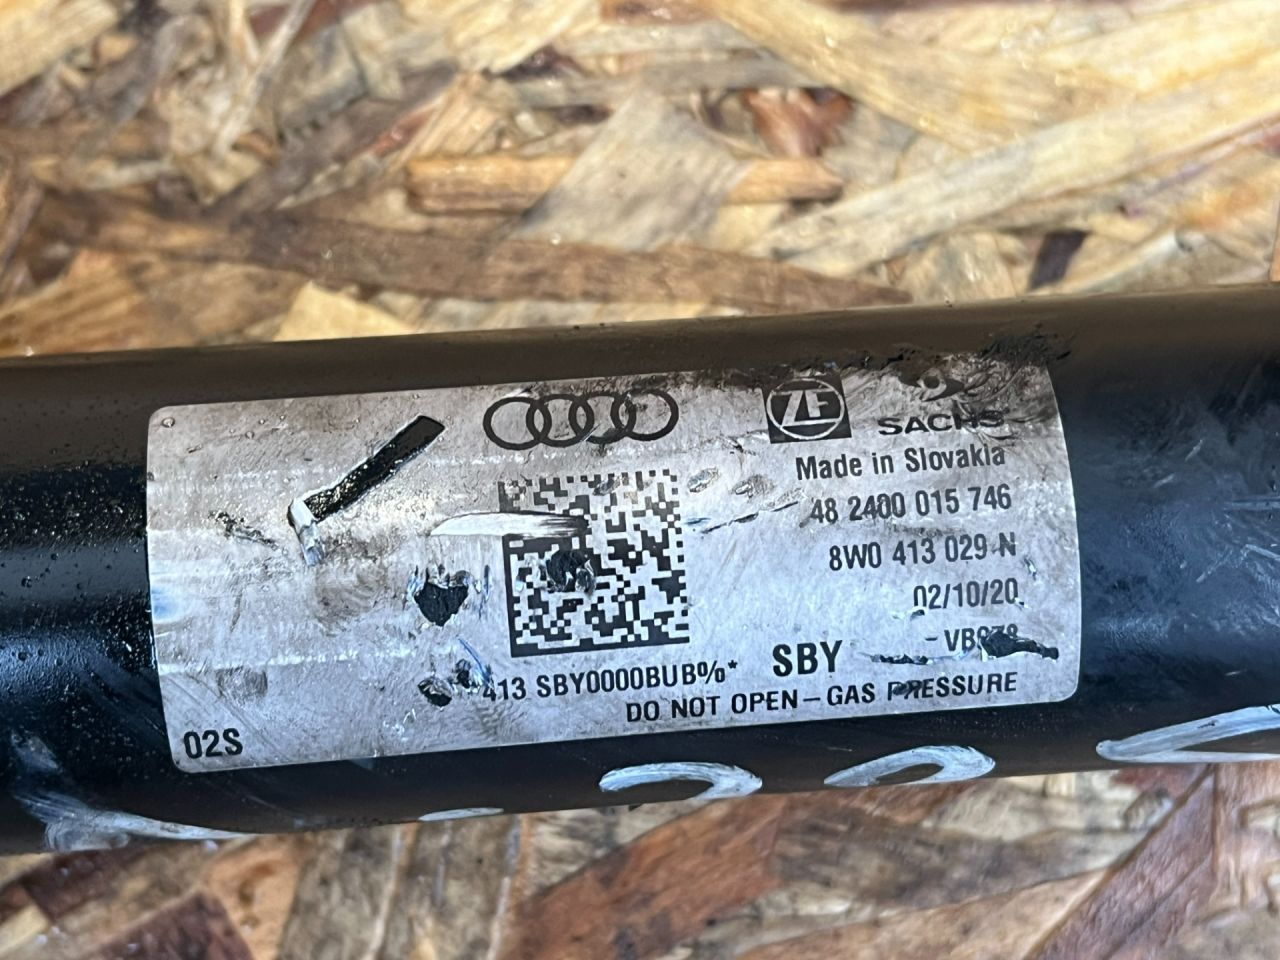 ZF
SACHS
Made in Slovakia
48 2400 015 746
8W0 413 029 N
02/10/20
413 SBY0000BUB%*
SBY
DO NOT OPEN – GAS PRESSURE
02S